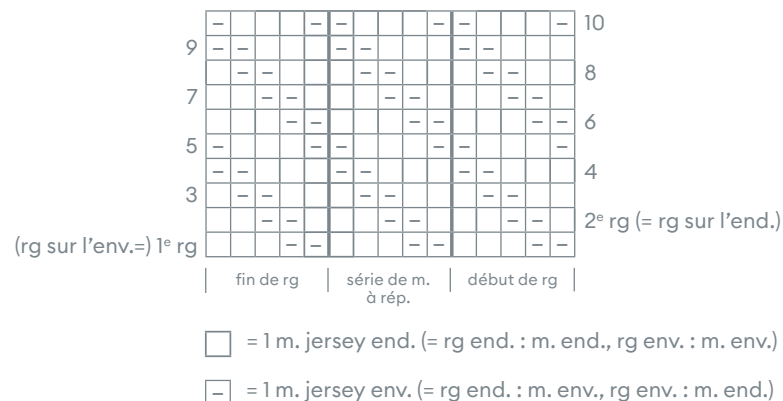 – – – – – – 10
9 – – – – – –
– – – – – – 8
7 – – – – – –
– – – – – – 6
5 – – – – – –
– – – – – – 4
3 – – – – – –
– – – – – – 2e rg (= rg sur l'end.)
(rg sur l'env.=) 1e rg – – – – – –
fin de rg série de m. début de rg
à rép.
= 1 m. jersey end. (= rg end. : m. end., rg env. : m. env.)
– = 1 m. jersey env. (= rg end. : m. env., rg env. : m. end.)